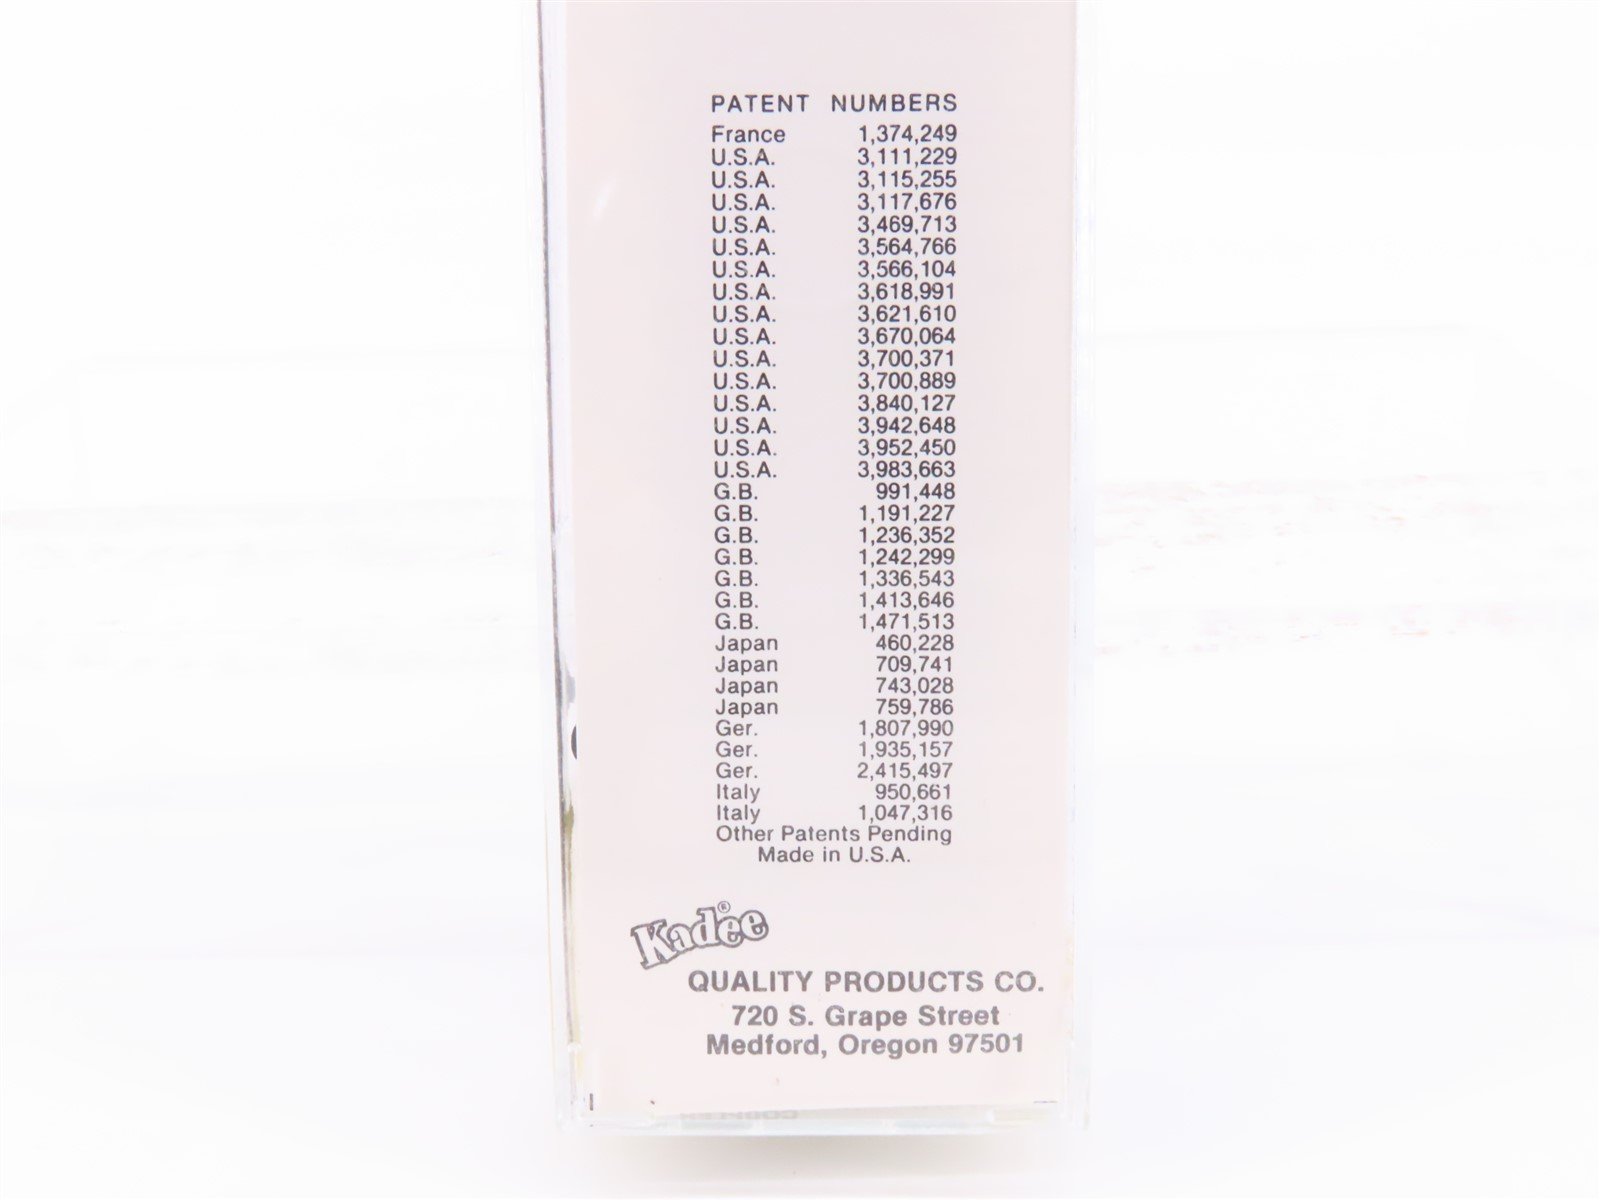 PATENT NUMBERS
France 1,374,249
U.S.A. 3,111,229
U.S.A. 3,115,255
U.S.A. 3,117,676
U.S.A. 3,469,713
U.S.A. 3,564,766
U.S.A. 3,566,104
U.S.A. 3,618,991
U.S.A. 3,621,610
U.S.A. 3,670,064
U.S.A. 3,700,371
U.S.A. 3,700,889
U.S.A. 3,840,127
U.S.A. 3,942,648
U.S.A. 3,952,450
U.S.A. 3,983,663
G.B. 991,448
G.B. 1,191,227
G.B. 1,236,352
G.B. 1,242,299
G.B. 1,336,543
G.B. 1,413,646
G.B. 1,471,513
Japan 460,228
Japan 709,741
Japan 743,028
Japan 759,786
Ger. 1,807,990
Ger. 1,935,157
Ger. 2,415,497
Italy 950,661
Italy 1,047,316
Other Patents Pending
Made in U.S.A.
Kadee®
QUALITY PRODUCTS CO.
720 S. Grape Street
Medford, Oregon 97501